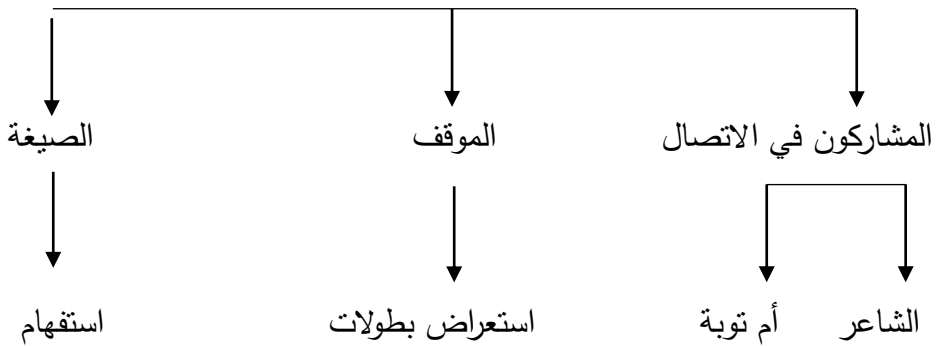 المشاركون في الاتصال الموقف الصيغة
الشاعر أم توبة استعراض بطولات استفهام